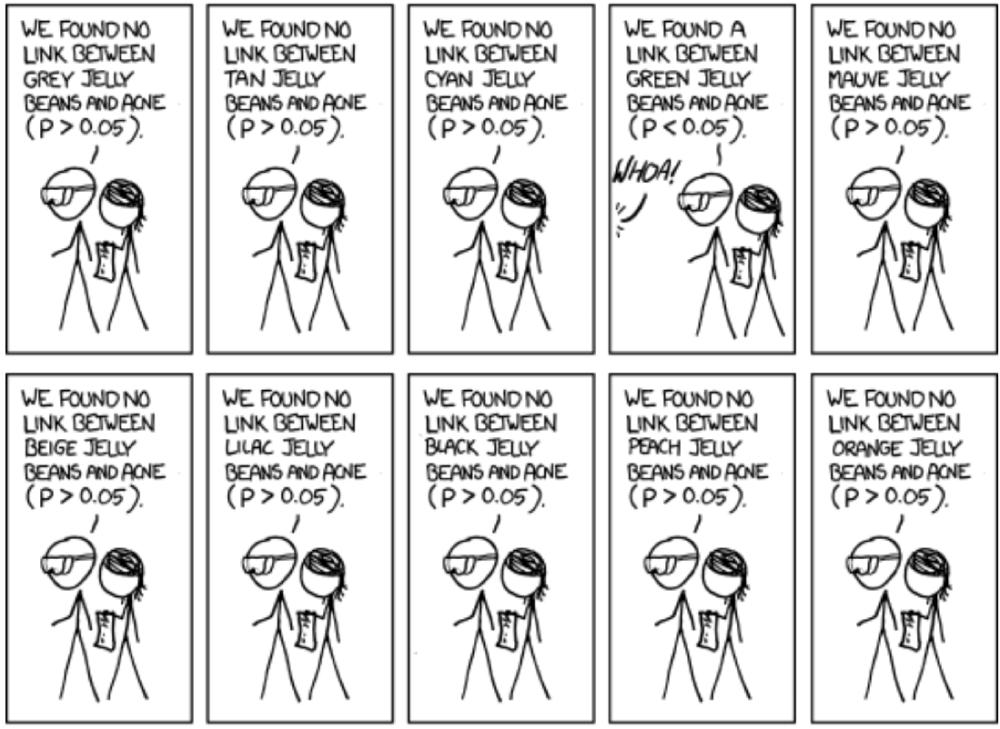 WE FOUND NO
LINK BETWEEN
GREY JELLY
BEANS AND ACNE
(P > 0.05).
WE FOUND NO
LINK BETWEEN
TAN JELLY
BEANS AND ACNE
(P > 0.05).
WE FOUND NO
LINK BETWEEN
CYAN JELLY
BEANS AND ACNE
(P > 0.05).
WE FOUND A
LINK BETWEEN
GREEN JELLY
BEANS AND ACNE
(P < 0.05).
WHOA!
WE FOUND NO
LINK BETWEEN
MAUVE JELLY
BEANS AND ACNE
(P > 0.05).
WE FOUND NO
LINK BETWEEN
BEIGE JELLY
BEANS AND ACNE
(P > 0.05).
WE FOUND NO
LINK BETWEEN
LILAC JELLY
BEANS AND ACNE
(P > 0.05).
WE FOUND NO
LINK BETWEEN
BLACK JELLY
BEANS AND ACNE
(P > 0.05).
WE FOUND NO
LINK BETWEEN
PEACH JELLY
BEANS AND ACNE
(P > 0.05).
WE FOUND NO
LINK BETWEEN
ORANGE JELLY
BEANS AND ACNE
(P > 0.05).